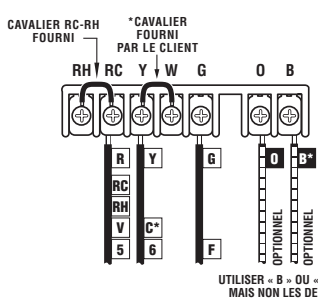 CAVALIER RC-RH
FOURNI
*CAVALIER
FOURNI
PAR LE CLIENT
RH RC Y W G O B
R Y G O B*
RC
RH
V C*
5 6 F
OPTIONNEL OPTIONNEL
UTILISER « B » OU «
MAIS NON LES DE